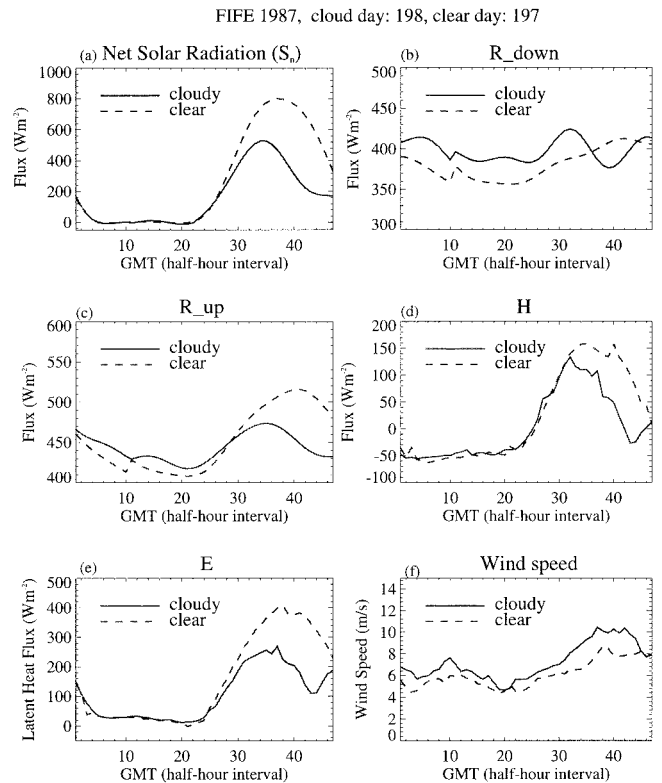 FIFE 1987, cloud day: 198, clear day: 197
(a) Net Solar Radiation (Sn)
1000
800
600
400
200
0
Flux (Wm-2)
cloudy
clear
10 20 30 40
GMT (half-hour interval)
(b) R_down
500
450
400
350
300
Flux (Wm-2)
cloudy
clear
10 20 30 40
GMT (half-hour interval)
(c) R_up
600
550
500
450
400
Flux (Wm-2)
cloudy
clear
10 20 30 40
GMT (half-hour interval)
(d) H
200
150
100
50
0
-50
-100
Flux (Wm-2)
cloudy
clear
10 20 30 40
GMT (half-hour interval)
(e) E
500
400
300
200
100
0
Latent Heat Flux (Wm-2)
cloudy
clear
10 20 30 40
GMT (half-hour interval)
(f) Wind speed
14
12
10
8
6
4
2
0
Wind Speed (m/s)
cloudy
clear
10 20 30 40
GMT (half-hour interval)